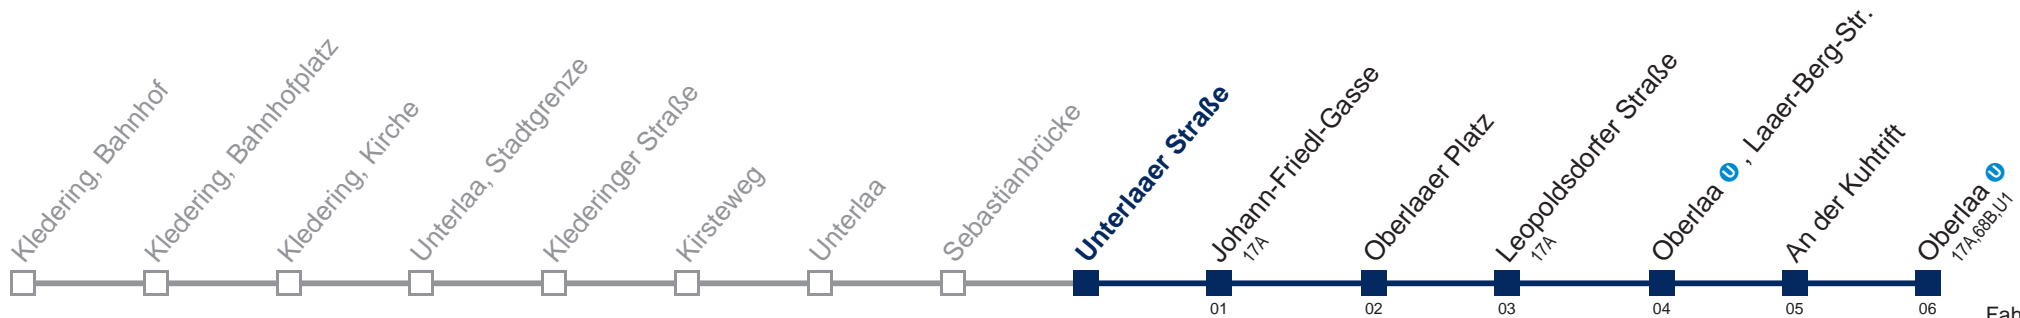 Kledering, Bahnhof
Kledering, Bahnhofplatz
Kledering, Kirche
Unterlaa, Stadtgrenze
Klederinger Straße
Kirsteweg
Unterlaa
Sebastianbrücke
Unterlaaer Straße
Johann-Friedl-Gasse
17A
Oberlaaer Platz
Leopoldsdorfer Straße
17A
Oberlaa U , Laaer-Berg-Str.
An der Kuhtrift
Oberlaa U
17A,68B,U1
01 02 03 04 05 06
Fah